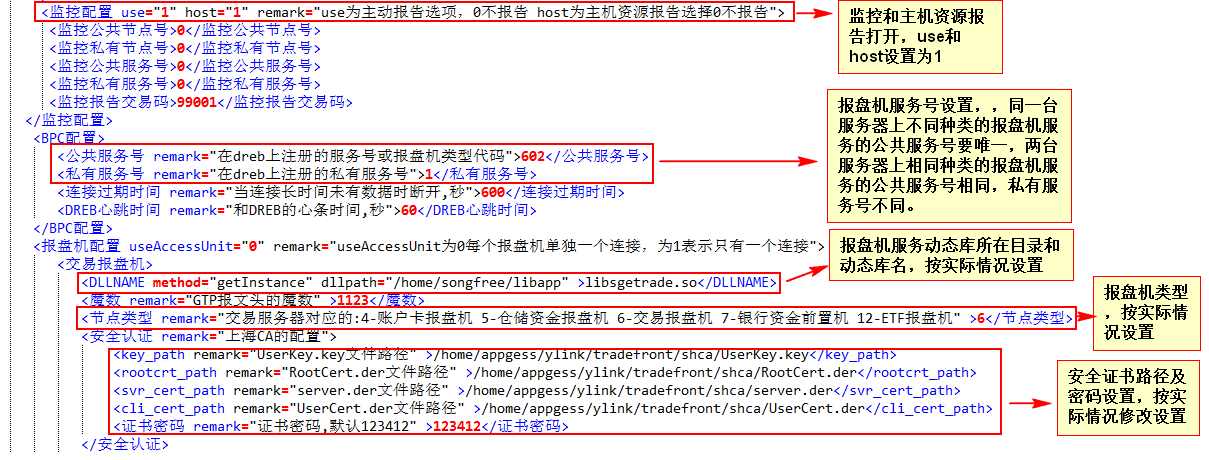 <监控配置 use="1" host="1" remark="use为主动报告选项，0不报告 host为主机资源报告选择0不报告">
<监控公共节点号>0</监控公共节点号>
<监控私有节点号>0</监控私有节点号>
<监控公共服务号>0</监控公共服务号>
<监控私有服务号>0</监控私有服务号>
<监控报告交易码>99001</监控报告交易码>
</监控配置>
<BPC配置>
<公共服务号 remark="在dreb上注册的服务号或报盘机类型代码">602</公共服务号>
<私有服务号 remark="在dreb上注册的私有服务号">1</私有服务号>
<连接过期时间 remark="当连接长时间未有数据时断开,秒">600</连接过期时间>
<DREB心跳时间 remark="和DREB的心条时间,秒">60</DREB心跳时间>
</BPC配置>
<报盘机配置 useAccessUnit="0" remark="useAccessUnit为0每个报盘机单独一个连接，为1表示只有一个连接">
<交易报盘机>
<DLLNAME method="getInstance" dllpath="/home/songfree/libapp" >libsgetrade.so</DLLNAME>
<魔数 remark="GTP报文头的魔数" >1123</魔数>
<节点类型 remark="交易服务器对应的:4-账户卡报盘机 5-仓储资金报盘机 6-交易报盘机 7-银行资金前置机 12-ETF报盘机" >6</节点类型>
<安全认证 remark="上海CA的配置">
<key_path remark="UserKey.key文件路径" >/home/appgess/ylink/tradefront/shca/UserKey.key</key_path>
<rootcrt_path remark="RootCert.der文件路径" >/home/appgess/ylink/tradefront/shca/RootCert.der</rootcrt_path>
<svr_cert_path remark="server.der文件路径" >/home/appgess/ylink/tradefront/shca/server.der</svr_cert_path>
<cli_cert_path remark="UserCert.der文件路径" >/home/appgess/ylink/tradefront/shca/UserCert.der</cli_cert_path>
<证书密码 remark="证书密码,默认123412" >123412</证书密码>
</安全认证>
监控和主机资源报
告打开，use和
host设置为1
报盘机服务号设置，，同一台
服务器上不同种类的报盘机服
务的公共服务号要唯一，两台
服务器上相同种类的报盘机服
务的公共服务号相同，私有服
务号不同。
报盘机服务动态库所在目录和
动态库名，按实际情况设置
报盘机类型
，按实际情
况设置
安全证书路径及
密码设置，按实
际情况修改设置